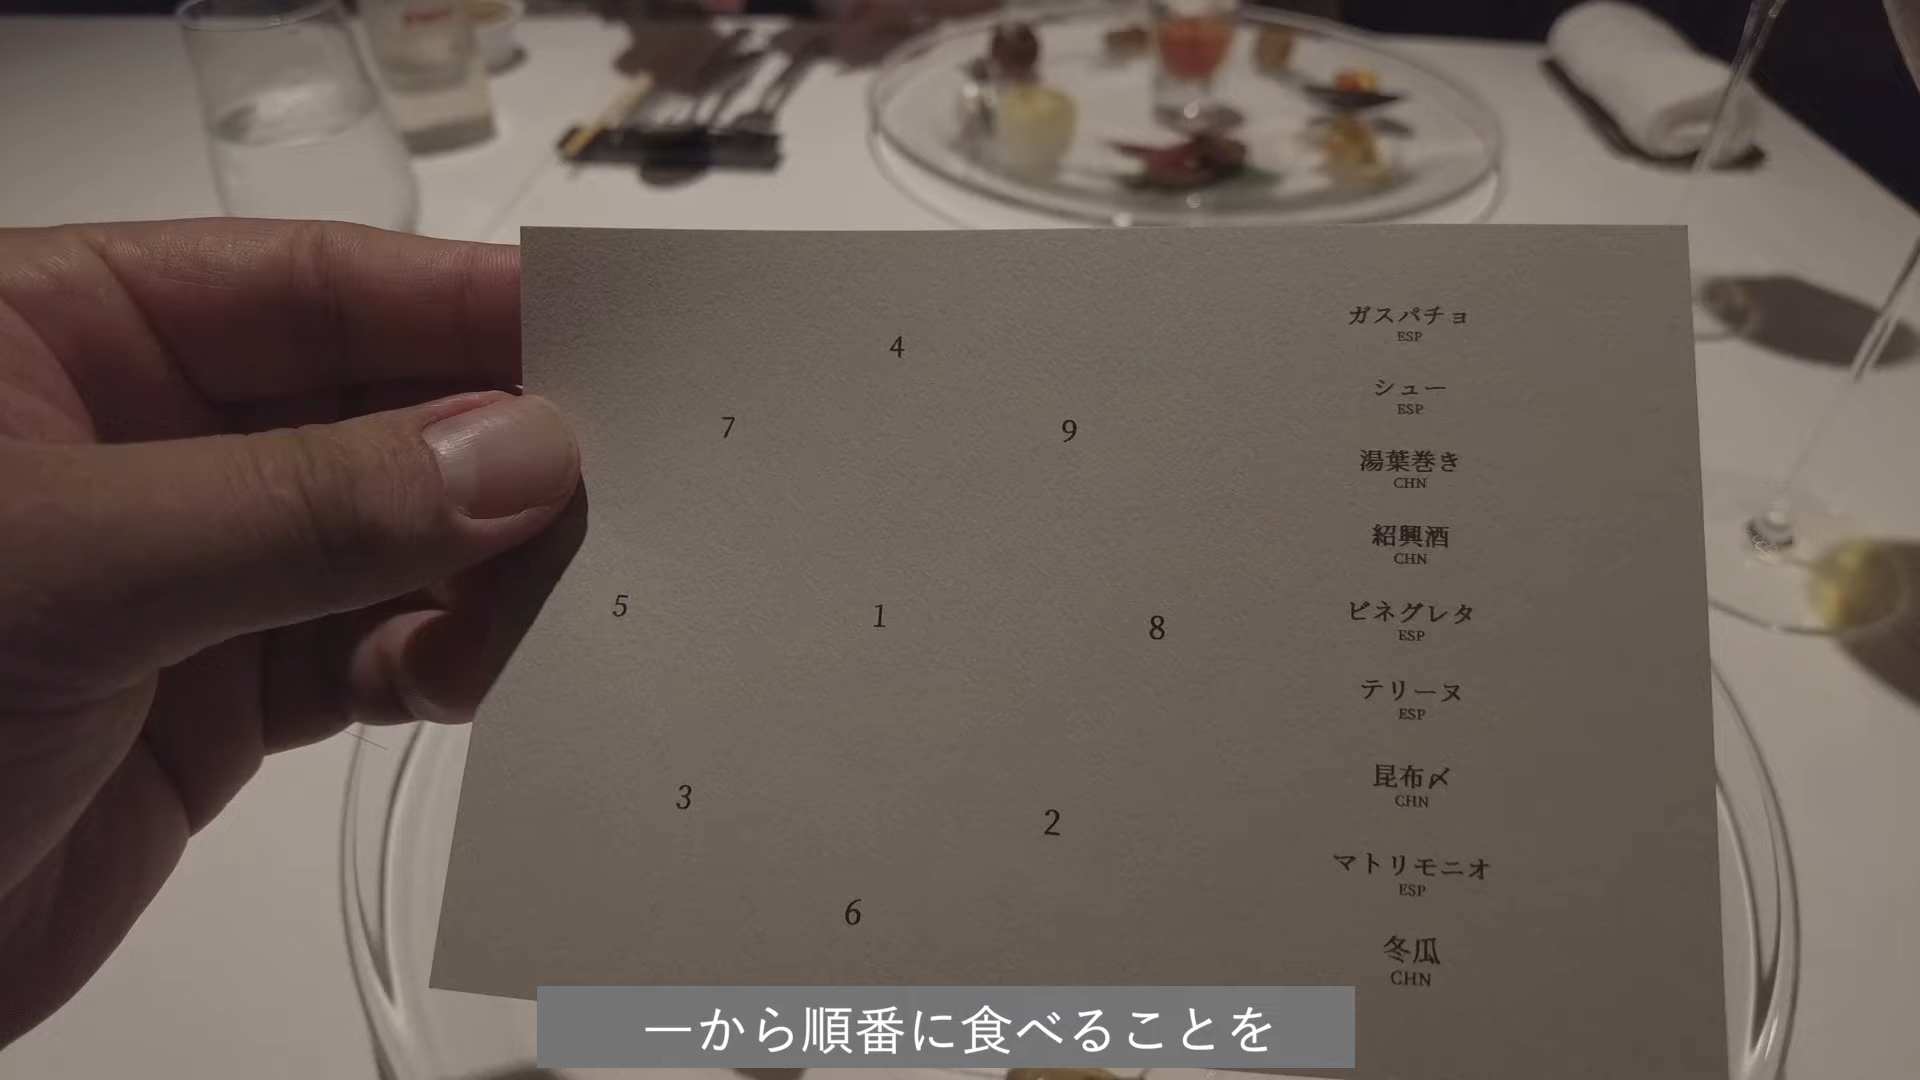 4
7
9
5
1
8
3
2
6
ガスパチョ
ESP
シュー
ESP
湯葉巻き
CHN
紹興酒
CHN
ビネグレタ
ESP
テリーヌ
ESP
昆布〆
CHN
マトリモニオ
ESP
冬瓜
CHN
一から順番に食べることを